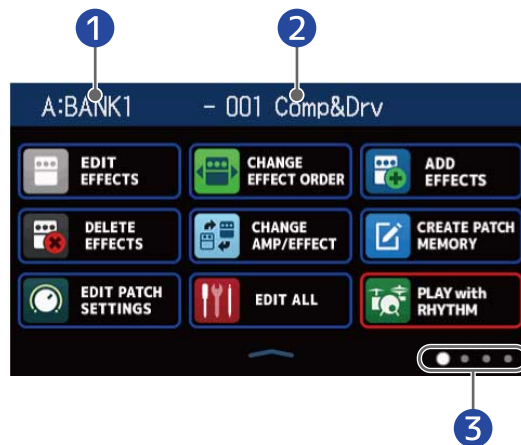 1 2
A:BANK1 - 001 Comp&Drv
EDIT EFFECTS
CHANGE EFFECT ORDER
ADD EFFECTS
DELETE EFFECTS
CHANGE AMP/EFFECT
CREATE PATCH MEMORY
EDIT PATCH SETTINGS
EDIT ALL
PLAY with RHYTHM
3